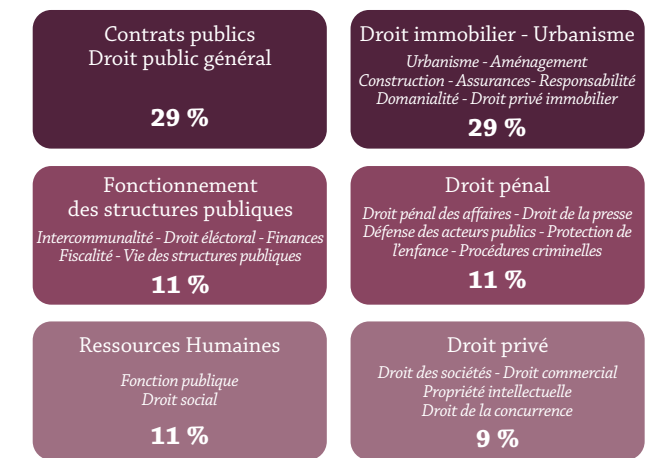 Contrats publics
Droit public général
29 %
Droit immobilier - Urbanisme
Urbanisme - Aménagement
Construction - Assurances- Responsabilité
Domanialité - Droit privé immobilier
29 %
Fonctionnement
des structures publiques
Intercommunalité - Droit éléctoral - Finances
Fiscalité - Vie des structures publiques
11 %
Droit pénal
Droit pénal des affaires - Droit de la presse
Défense des acteurs publics - Protection de
l'enfance - Procédures criminelles
11 %
Ressources Humaines
Fonction publique
Droit social
11 %
Droit privé
Droit des sociétés - Droit commercial
Propriété intellectuelle
Droit de la concurrence
9 %